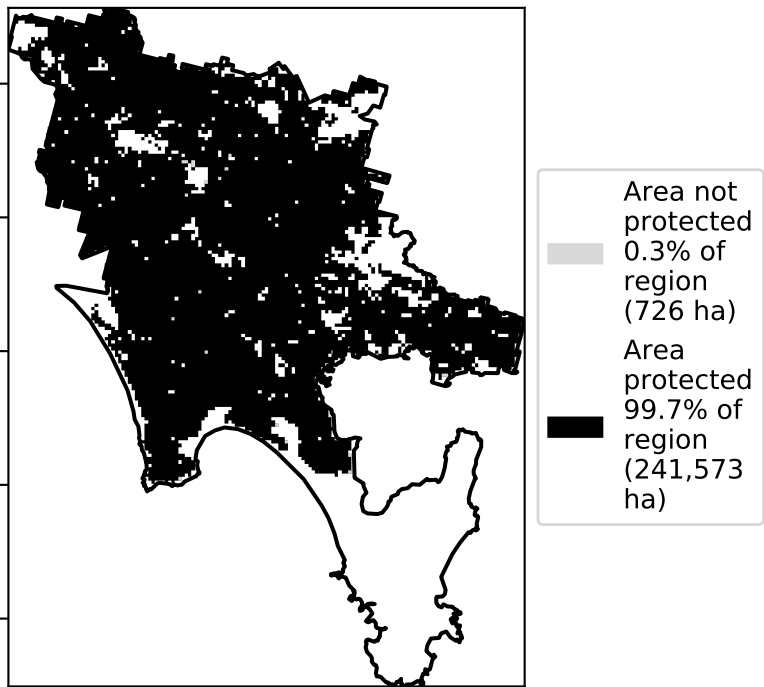 Area not
protected
0.3% of
region
(726 ha)
Area
protected
99.7% of
region
(241,573
ha)